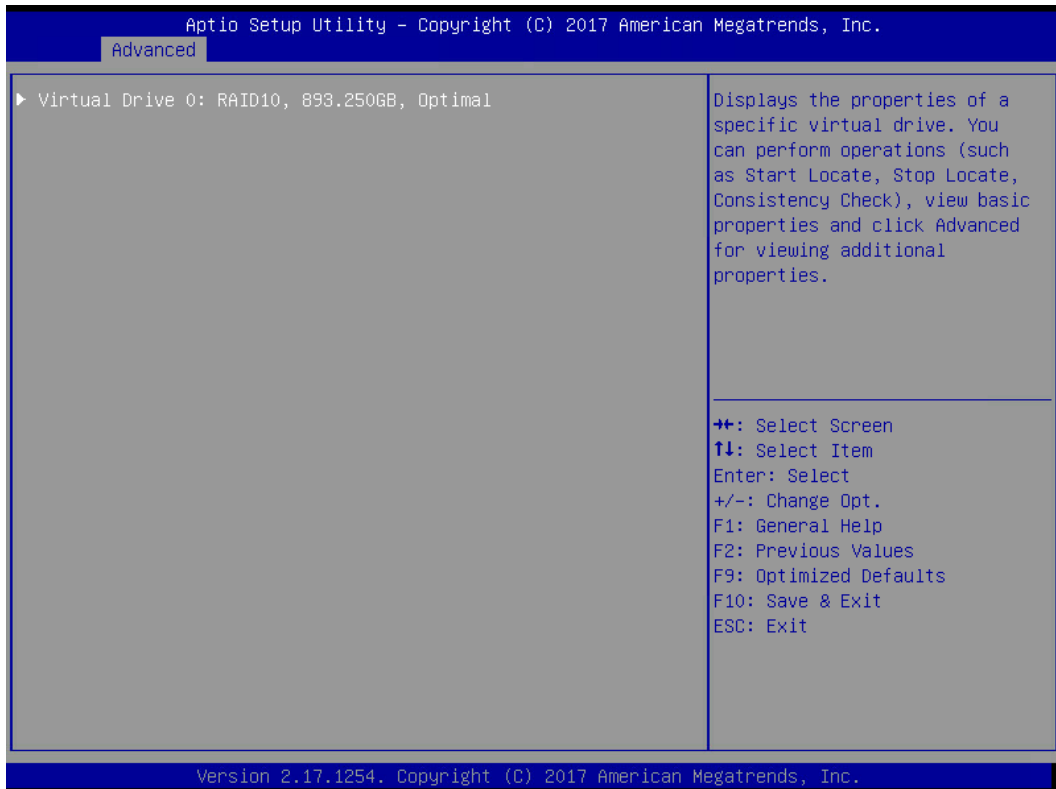 Aptio Setup Utility – Copyright (C) 2017 American Megatrends, Inc.
Advanced
▶ Virtual Drive 0: RAID10, 893.250GB, Optimal
Displays the properties of a
specific virtual drive. You
can perform operations (such
as Start Locate, Stop Locate,
Consistency Check), view basic
properties and click Advanced
for viewing additional
properties.
→←: Select Screen
↑↓: Select Item
Enter: Select
+/-: Change Opt.
F1: General Help
F2: Previous Values
F9: Optimized Defaults
F10: Save & Exit
ESC: Exit
Version 2.17.1254. Copyright (C) 2017 American Megatrends, Inc.